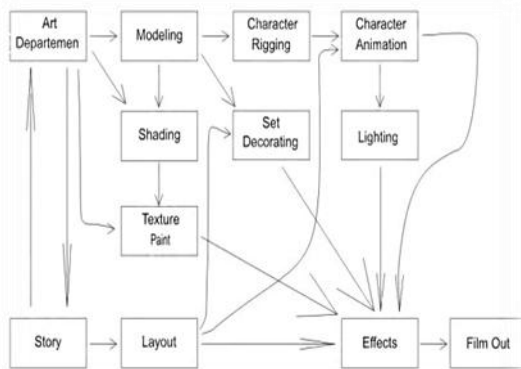 Art
Departemen
Modeling
Character
Rigging
Character
Animation
Shading
Set
Decorating
Lighting
Texture
Paint
Story
Layout
Effects
Film Out